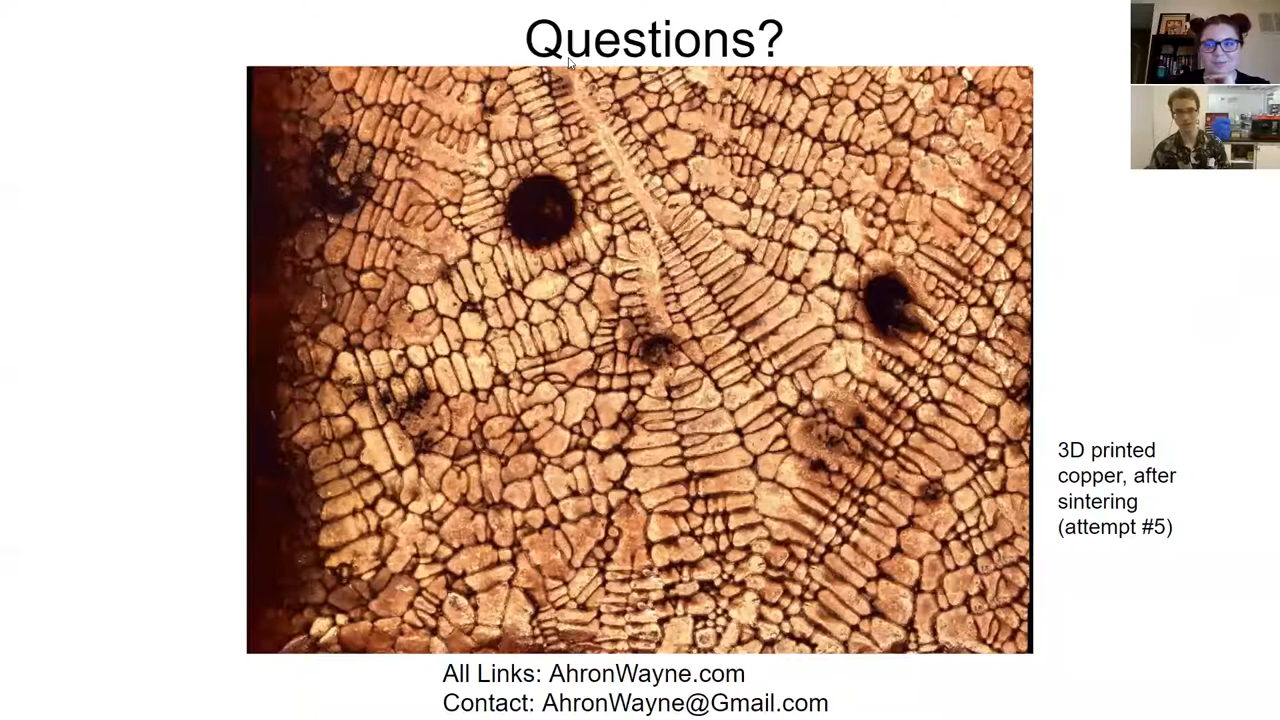 Questions?
3D printed
copper, after
sintering
(attempt #5)
All Links: AhronWayne.com
Contact: AhronWayne@Gmail.com